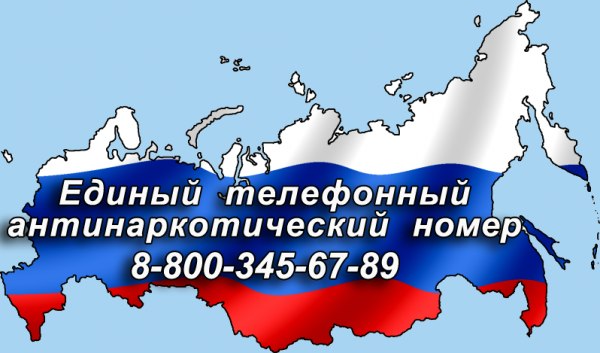 Единый телефонный
антинаркотический номер
8-800-345-67-89